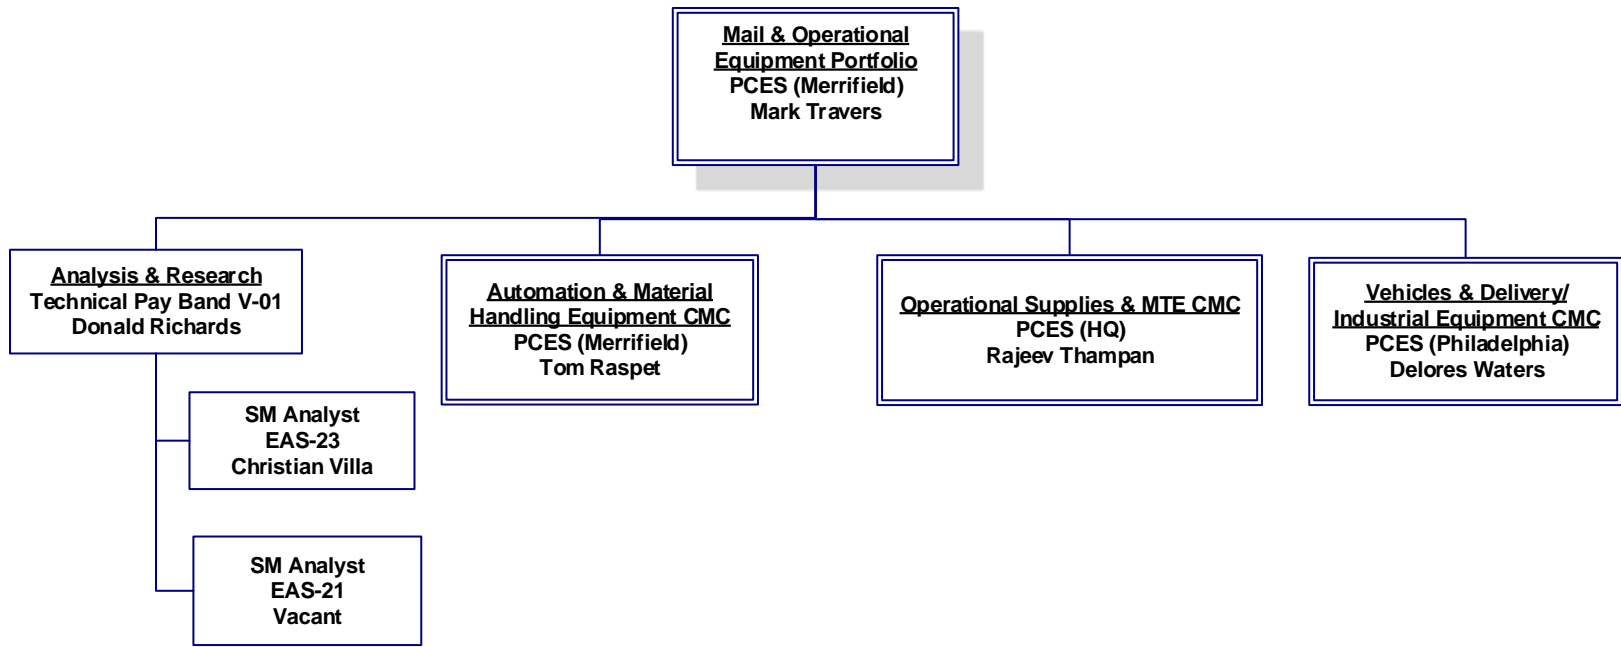 Mail & Operational
Equipment Portfolio
PCES (Merrifield)
Mark Travers
Analysis & Research
Technical Pay Band V-01
Donald Richards
Automation & Material
Handling Equipment CMC
PCES (Merrifield)
Tom Raspet
Operational Supplies & MTE CMC
PCES (HQ)
Rajeev Thampan
Vehicles & Delivery/
Industrial Equipment CMC
PCES (Philadelphia)
Delores Waters
SM Analyst
EAS-23
Christian Villa
SM Analyst
EAS-21
Vacant